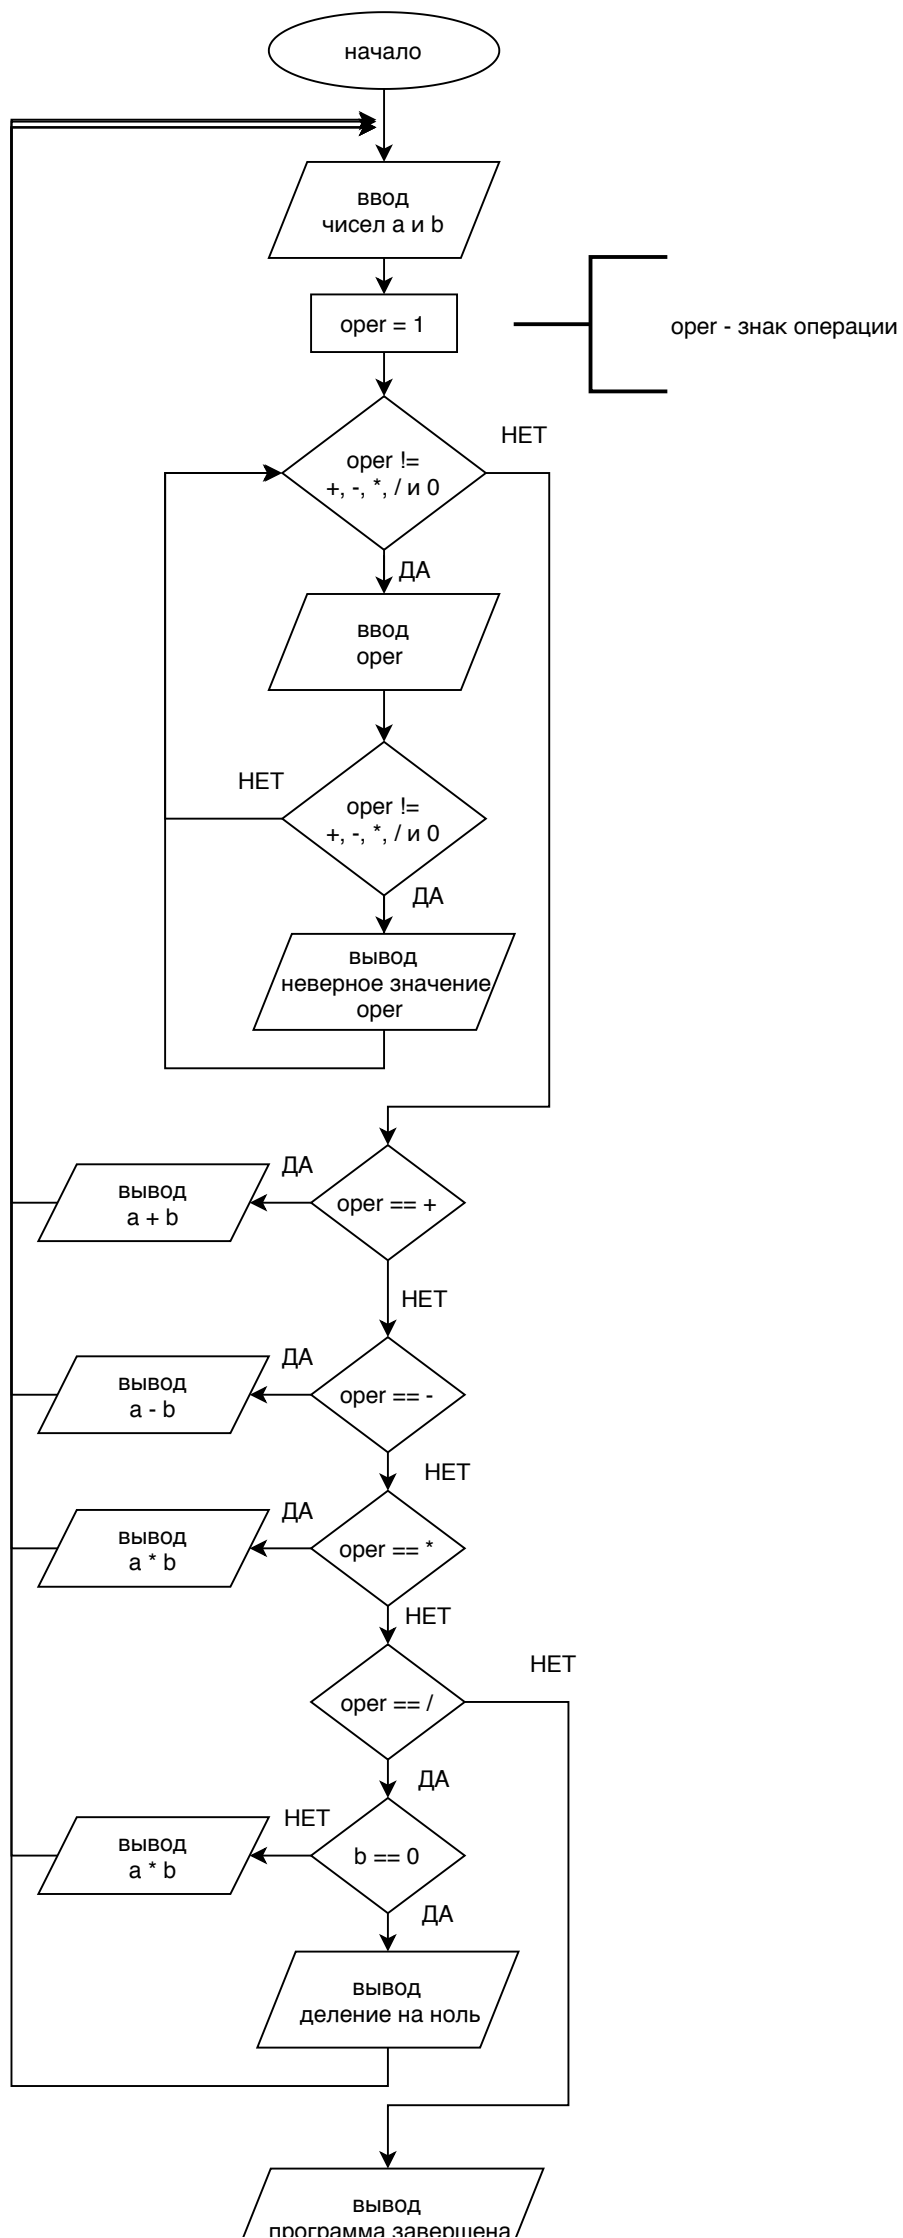 начало
ввод
чисел a и b
oper = 1
oper - знак операции
oper !=
+, -, *, / и 0
НЕТ
ДА
ввод
oper
oper !=
+, -, *, / и 0
НЕТ
ДА
вывод
неверное значение
oper
oper == +
ДА
вывод
a + b
НЕТ
oper == -
ДА
вывод
a - b
НЕТ
oper == *
ДА
вывод
a * b
НЕТ
oper == /
НЕТ
ДА
b == 0
НЕТ
вывод
a * b
ДА
вывод
деление на ноль
вывод
программа завершена